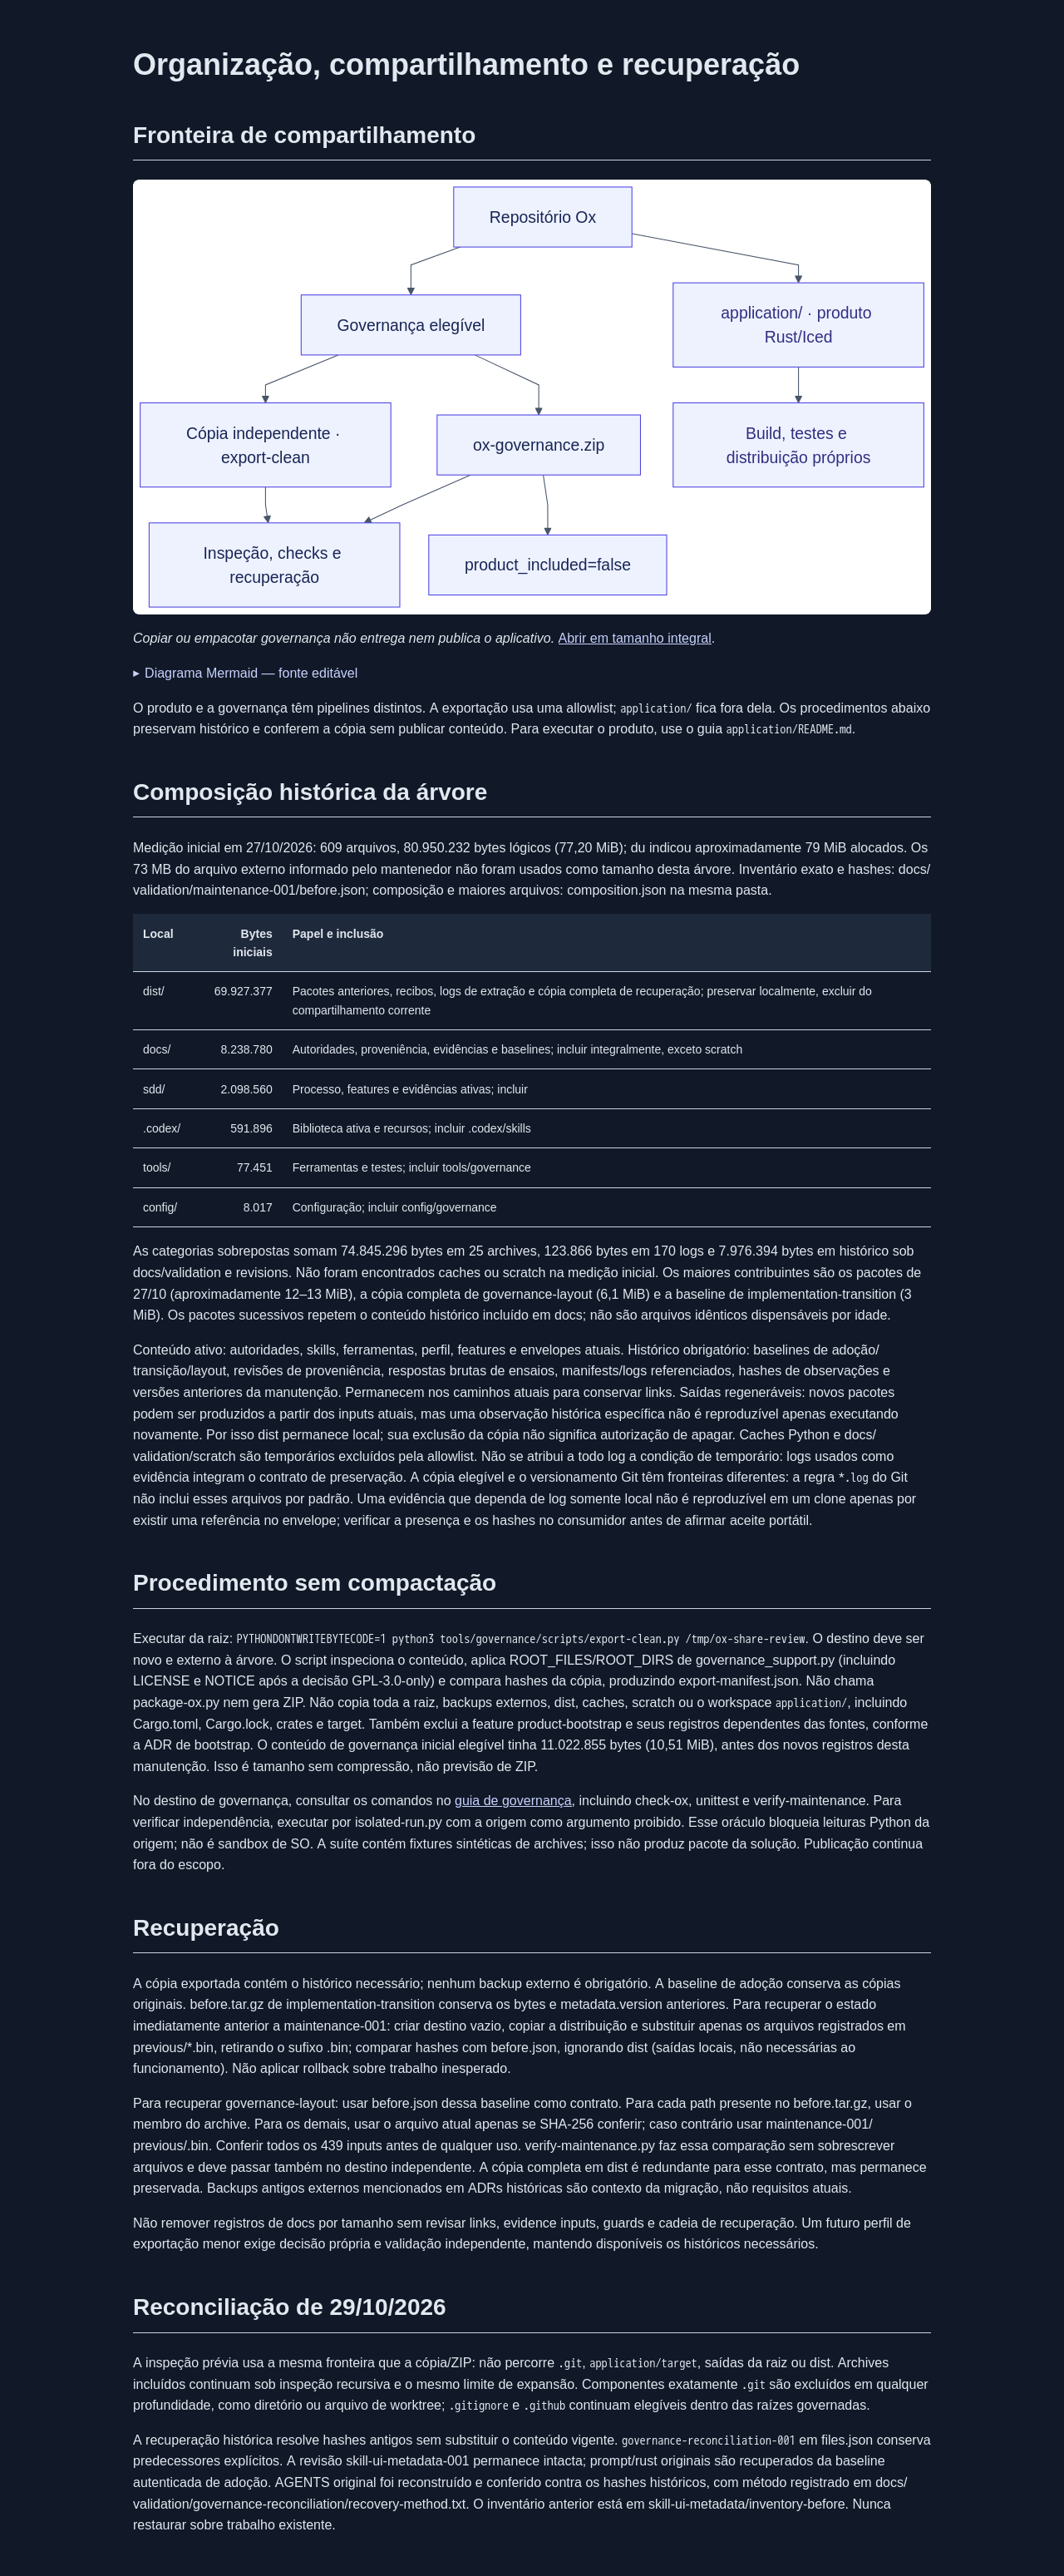 Organização, compartilhamento e recuperação
Fronteira de compartilhamento
Repositório Ox
Governança elegível
application/ · produto
Rust/Iced
Cópia independente ·
export-clean
ox-governance.zip
Build, testes e
distribuição próprios
Inspeção, checks e
recuperação
product_included=false
Copiar ou empacotar governança não entrega nem publica o aplicativo. Abrir em tamanho integral.
▸ Diagrama Mermaid — fonte editável
O produto e a governança têm pipelines distintos. A exportação usa uma allowlist; application/ fica fora dela. Os procedimentos abaixo
preservam histórico e conferem a cópia sem publicar conteúdo. Para executar o produto, use o guia application/README.md.
Composição histórica da árvore
Medição inicial em 27/10/2026: 609 arquivos, 80.950.232 bytes lógicos (77,20 MiB); du indicou aproximadamente 79 MiB alocados. Os
73 MB do arquivo externo informado pelo mantenedor não foram usados como tamanho desta árvore. Inventário exato e hashes: docs/
validation/maintenance-001/before.json; composição e maiores arquivos: composition.json na mesma pasta.
Local Bytes iniciais Papel e inclusão
dist/ 69.927.377 Pacotes anteriores, recibos, logs de extração e cópia completa de recuperação; preservar localmente, excluir do
compartilhamento corrente
docs/ 8.238.780 Autoridades, proveniência, evidências e baselines; incluir integralmente, exceto scratch
sdd/ 2.098.560 Processo, features e evidências ativas; incluir
.codex/ 591.896 Biblioteca ativa e recursos; incluir .codex/skills
tools/ 77.451 Ferramentas e testes; incluir tools/governance
config/ 8.017 Configuração; incluir config/governance
As categorias sobrepostas somam 74.845.296 bytes em 25 archives, 123.866 bytes em 170 logs e 7.976.394 bytes em histórico sob
docs/validation e revisions. Não foram encontrados caches ou scratch na medição inicial. Os maiores contribuintes são os pacotes de
27/10 (aproximadamente 12–13 MiB), a cópia completa de governance-layout (6,1 MiB) e a baseline de implementation-transition (3
MiB). Os pacotes sucessivos repetem o conteúdo histórico incluído em docs; não são arquivos idênticos dispensáveis por idade.
Conteúdo ativo: autoridades, skills, ferramentas, perfil, features e envelopes atuais. Histórico obrigatório: baselines de adoção/
transição/layout, revisões de proveniência, respostas brutas de ensaios, manifests/logs referenciados, hashes de observações e
versões anteriores da manutenção. Permanecem nos caminhos atuais para conservar links. Saídas regeneráveis: novos pacotes
podem ser produzidos a partir dos inputs atuais, mas uma observação histórica específica não é reproduzível apenas executando
novamente. Por isso dist permanece local; sua exclusão da cópia não significa autorização de apagar. Caches Python e docs/
validation/scratch são temporários excluídos pela allowlist. Não se atribui a todo log a condição de temporário: logs usados como
evidência integram o contrato de preservação. A cópia elegível e o versionamento Git têm fronteiras diferentes: a regra *.log do Git
não inclui esses arquivos por padrão. Uma evidência que dependa de log somente local não é reproduzível em um clone apenas por
existir uma referência no envelope; verificar a presença e os hashes no consumidor antes de afirmar aceite portátil.
Procedimento sem compactação
Executar da raiz: PYTHONDONTWRITEBYTECODE=1 python3 tools/governance/scripts/export-clean.py /tmp/ox-share-review. O destino deve ser
novo e externo à árvore. O script inspeciona o conteúdo, aplica ROOT_FILES/ROOT_DIRS de governance_support.py (incluindo
LICENSE e NOTICE após a decisão GPL-3.0-only) e compara hashes da cópia, produzindo export-manifest.json. Não chama
package-ox.py nem gera ZIP. Não copia toda a raiz, backups externos, dist, caches, scratch ou o workspace application/, incluindo
Cargo.toml, Cargo.lock, crates e target. Também exclui a feature product-bootstrap e seus registros dependentes das fontes, conforme
a ADR de bootstrap. O conteúdo de governança inicial elegível tinha 11.022.855 bytes (10,51 MiB), antes dos novos registros desta
manutenção. Isso é tamanho sem compressão, não previsão de ZIP.
No destino de governança, consultar os comandos no guia de governança, incluindo check-ox, unittest e verify-maintenance. Para
verificar independência, executar por isolated-run.py com a origem como argumento proibido. Esse oráculo bloqueia leituras Python da
origem; não é sandbox de SO. A suíte contém fixtures sintéticas de archives; isso não produz pacote da solução. Publicação continua
fora do escopo.
Recuperação
A cópia exportada contém o histórico necessário; nenhum backup externo é obrigatório. A baseline de adoção conserva as cópias
originais. before.tar.gz de implementation-transition conserva os bytes e metadata.version anteriores. Para recuperar o estado
imediatamente anterior a maintenance-001: criar destino vazio, copiar a distribuição e substituir apenas os arquivos registrados em
previous/*.bin, retirando o sufixo .bin; comparar hashes com before.json, ignorando dist (saídas locais, não necessárias ao
funcionamento). Não aplicar rollback sobre trabalho inesperado.
Para recuperar governance-layout: usar before.json dessa baseline como contrato. Para cada path presente no before.tar.gz, usar o
membro do archive. Para os demais, usar o arquivo atual apenas se SHA-256 conferir; caso contrário usar maintenance-001/
previous/.bin. Conferir todos os 439 inputs antes de qualquer uso. verify-maintenance.py faz essa comparação sem sobrescrever
arquivos e deve passar também no destino independente. A cópia completa em dist é redundante para esse contrato, mas permanece
preservada. Backups antigos externos mencionados em ADRs históricas são contexto da migração, não requisitos atuais.
Não remover registros de docs por tamanho sem revisar links, evidence inputs, guards e cadeia de recuperação. Um futuro perfil de
exportação menor exige decisão própria e validação independente, mantendo disponíveis os históricos necessários.
Reconciliação de 29/10/2026
A inspeção prévia usa a mesma fronteira que a cópia/ZIP: não percorre .git, application/target, saídas da raiz ou dist. Archives
incluídos continuam sob inspeção recursiva e o mesmo limite de expansão. Componentes exatamente .git são excluídos em qualquer
profundidade, como diretório ou arquivo de worktree; .gitignore e .github continuam elegíveis dentro das raízes governadas.
A recuperação histórica resolve hashes antigos sem substituir o conteúdo vigente. governance-reconciliation-001 em files.json conserva
predecessores explícitos. A revisão skill-ui-metadata-001 permanece intacta; prompt/rust originais são recuperados da baseline
autenticada de adoção. AGENTS original foi reconstruído e conferido contra os hashes históricos, com método registrado em docs/
validation/governance-reconciliation/recovery-method.txt. O inventário anterior está em skill-ui-metadata/inventory-before. Nunca
restaurar sobre trabalho existente.